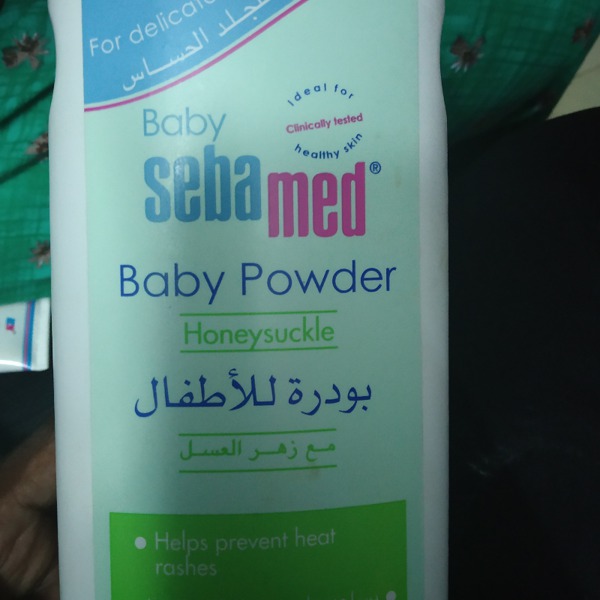 For delicate
للجلد الحساس
Baby
Ideal for
Clinically tested
healthy skin
sebamed®
Baby Powder
Honeysuckle
بودرة للأطفال
مع زهر العسل
• Helps prevent heat
rashes